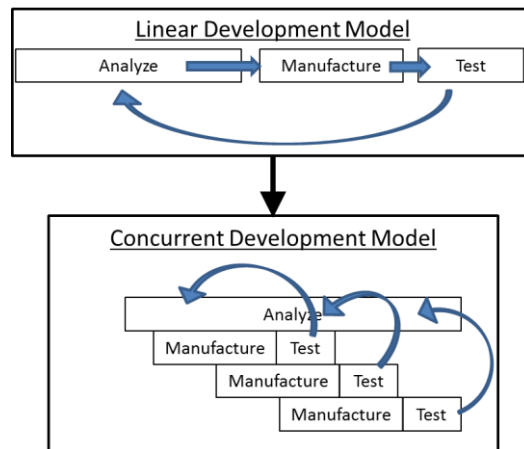 Linear Development Model
Analyze Manufacture Test
Concurrent Development Model
Analyze
Manufacture Test
Manufacture Test
Manufacture Test